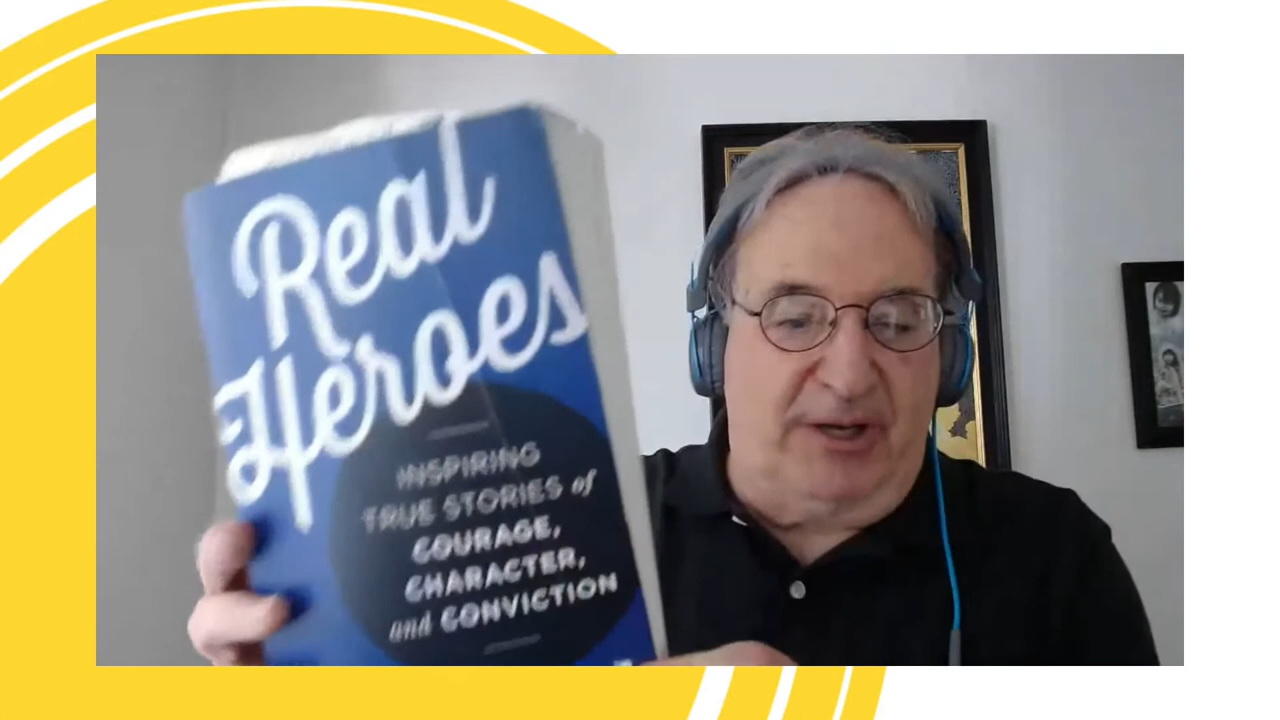 Real
Heroes
INSPIRING
TRUE STORIES of
COURAGE,
CHARACTER,
and CONVICTION